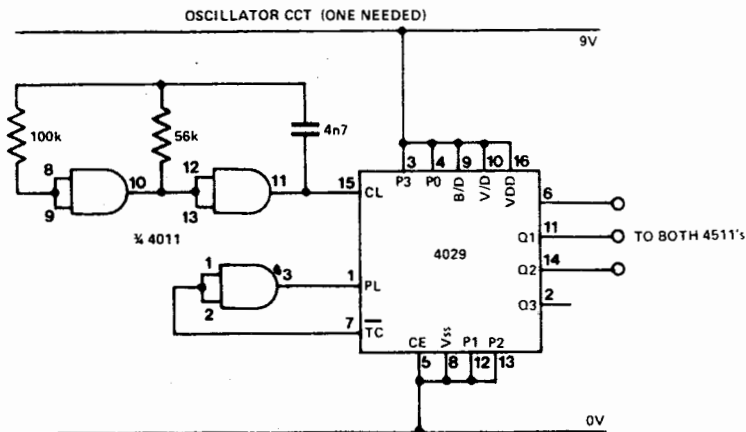 OSCILLATOR CCT (ONE NEEDED)
9V
100k
56k
4n7
8
9
10
12
13
11
15
3 4 9 10 16
P3 P0 B/D V/D VDD
CL
6
¾ 4011
4029
Q1 11
TO BOTH 4511's
Q2 14
Q3 2
1
2
3
1
PL
7
TC
CE Vss P1 P2
5 8 12 13
0V